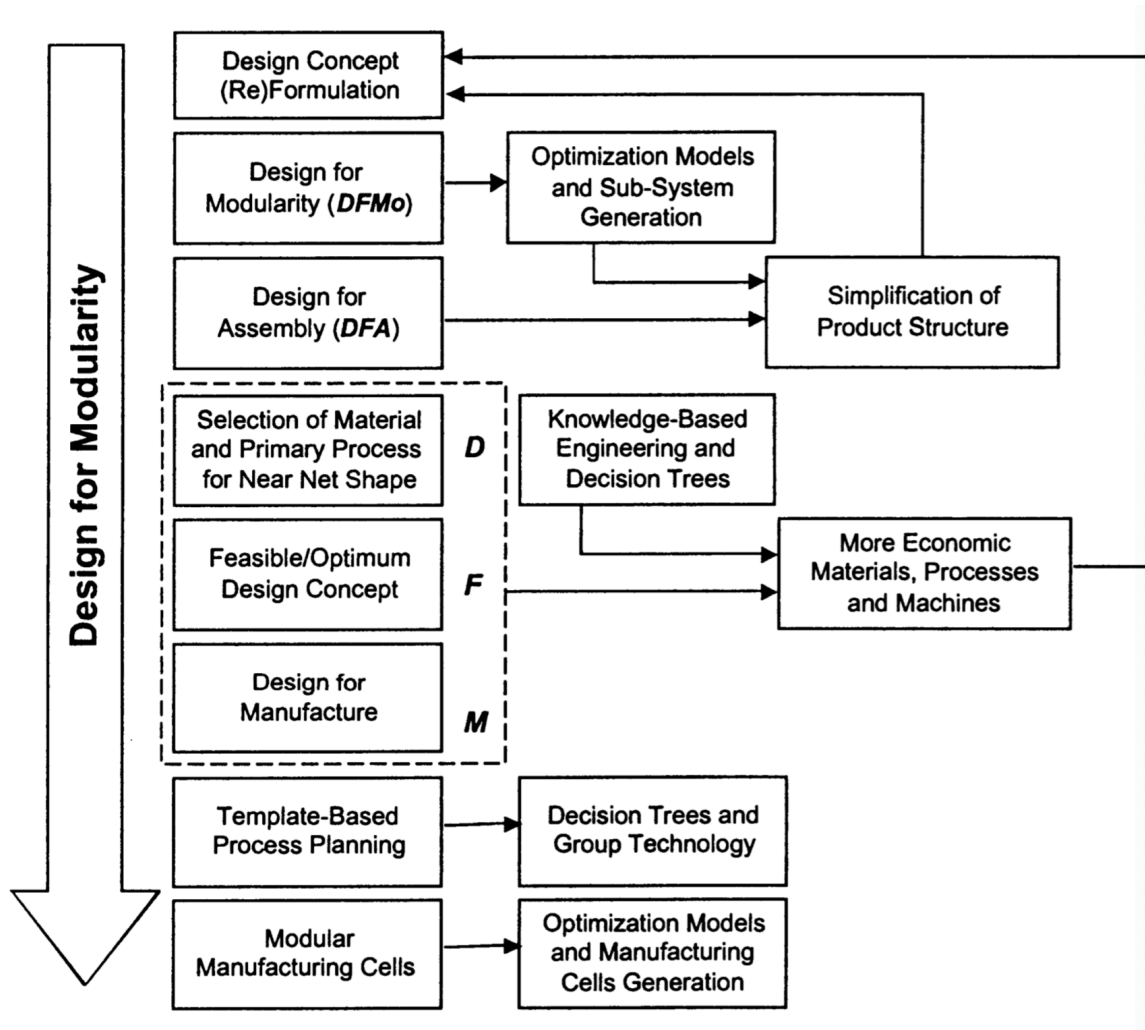 Design for Modularity
Design Concept
(Re)Formulation
Design for
Modularity (DFMo)
Optimization Models
and Sub-System
Generation
Design for
Assembly (DFA)
Simplification of
Product Structure
Selection of Material
and Primary Process
for Near Net Shape
D
Knowledge-Based
Engineering and
Decision Trees
Feasible/Optimum
Design Concept
F
More Economic
Materials, Processes
and Machines
Design for
Manufacture
M
Template-Based
Process Planning
Decision Trees and
Group Technology
Modular
Manufacturing Cells
Optimization Models
and Manufacturing
Cells Generation